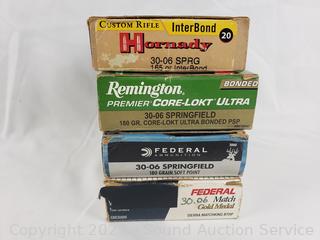 CUSTOM RIFLE InterBond
Hornady
20
30-06 SPRG
165 gr InterBond
Remington
BONDED
PREMIER CORE-LOKT ULTRA
30-06 SPRINGFIELD
180 GR. CORE-LOKT ULTRA BONDED PSP
FEDERAL
AMMUNITION
30-06 SPRINGFIELD
180 GRAIN SOFT POINT
FEDERAL
30.06 Match
Gold Medal
SIERRA MATCHKING BTHP
Copyright 202 Sound Auction Service